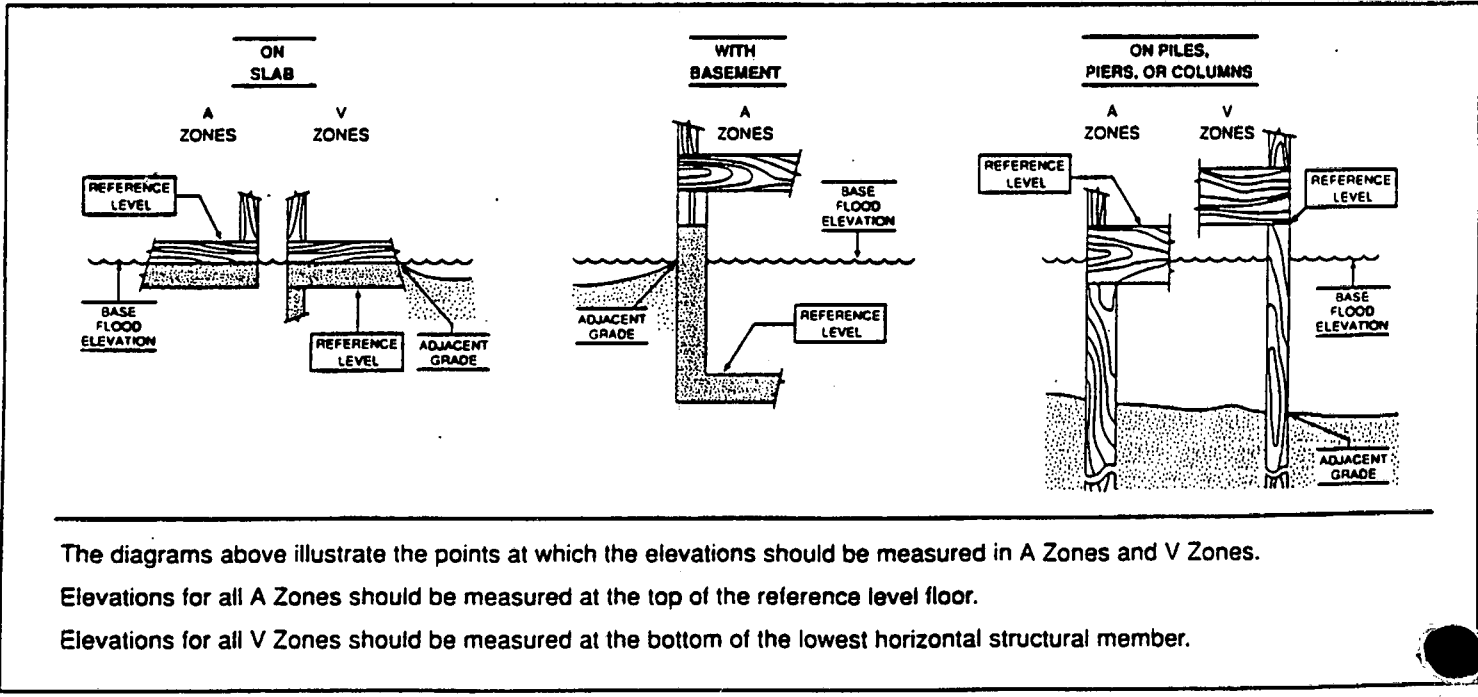 ON
SLAB
A
ZONES
V
ZONES
REFERENCE
LEVEL
BASE
FLOOD
ELEVATION
REFERENCE
LEVEL
ADJACENT
GRADE
WITH
BASEMENT
A
ZONES
BASE
FLOOD
ELEVATION
ADJACENT
GRADE
REFERENCE
LEVEL
ON PILES,
PIERS, OR COLUMNS
A
ZONES
V
ZONES
REFERENCE
LEVEL
REFERENCE
LEVEL
BASE
FLOOD
ELEVATION
ADJACENT
GRADE
The diagrams above illustrate the points at which the elevations should be measured in A Zones and V Zones.
Elevations for all A Zones should be measured at the top of the reference level floor.
Elevations for all V Zones should be measured at the bottom of the lowest horizontal structural member.